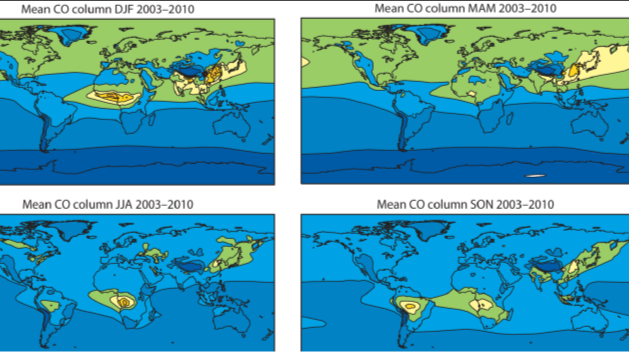 Mean CO column DJF 2003–2010
Mean CO column MAM 2003–2010
Mean CO column JJA 2003–2010
Mean CO column SON 2003–2010